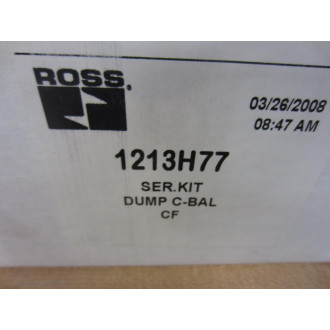 ROSS®
03/26/2008
08:47 AM
1213H77
SER.KIT
DUMP C-BAL
CF